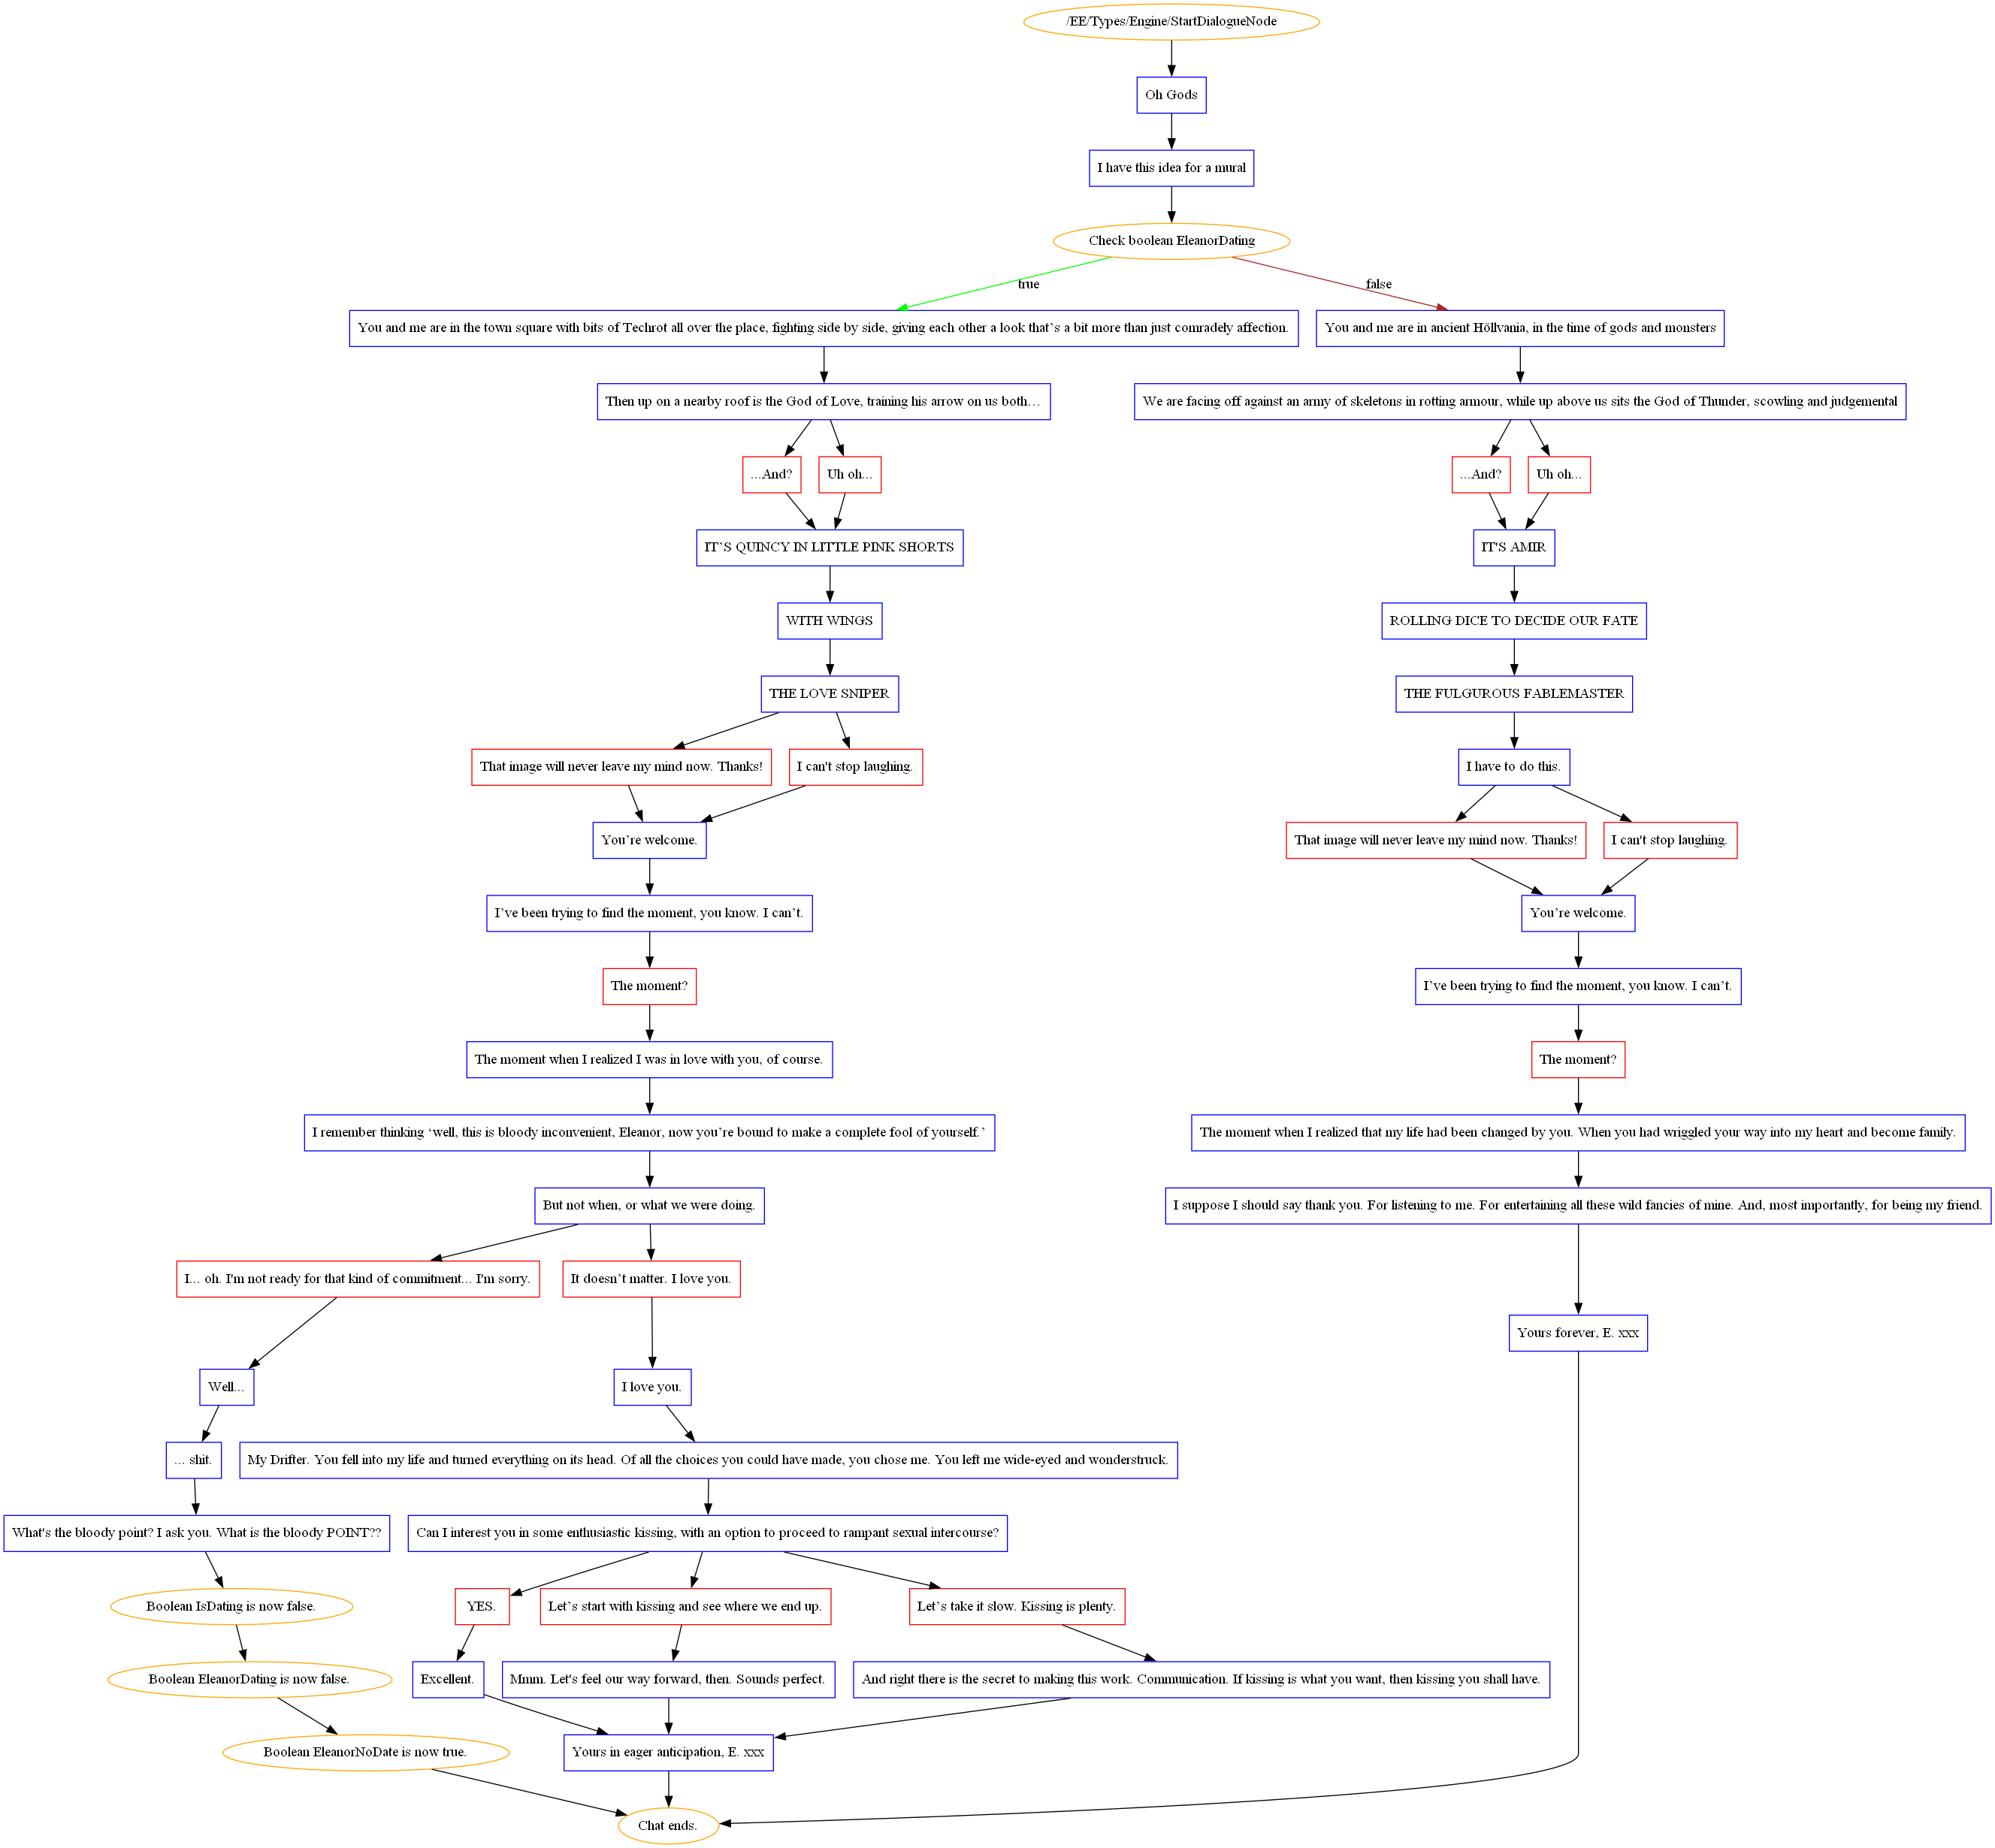 /EE/Types/Engine/StartDialogueNode
Oh Gods
I have this idea for a mural
Check boolean EleanorDating
true
false
You and me are in the town square with bits of Techrot all over the place, fighting side by side, giving each other a look that’s a bit more than just comradely affection.
You and me are in ancient Höllvania, in the time of gods and monsters
Then up on a nearby roof is the God of Love, training his arrow on us both…
We are facing off against an army of skeletons in rotting armour, while up above us sits the God of Thunder, scowling and judgemental
...And?
Uh oh...
...And?
Uh oh...
IT’S QUINCY IN LITTLE PINK SHORTS
IT'S AMIR
WITH WINGS
ROLLING DICE TO DECIDE OUR FATE
THE LOVE SNIPER
THE FULGUROUS FABLEMASTER
That image will never leave my mind now. Thanks!
I can't stop laughing.
I have to do this.
You’re welcome.
That image will never leave my mind now. Thanks!
I can't stop laughing.
I’ve been trying to find the moment, you know. I can’t.
You’re welcome.
The moment?
I’ve been trying to find the moment, you know. I can’t.
The moment when I realized I was in love with you, of course.
The moment?
I remember thinking ‘well, this is bloody inconvenient, Eleanor, now you’re bound to make a complete fool of yourself.’
The moment when I realized that my life had been changed by you. When you had wriggled your way into my heart and become family.
But not when, or what we were doing.
I suppose I should say thank you. For listening to me. For entertaining all these wild fancies of mine. And, most importantly, for being my friend.
I... oh. I'm not ready for that kind of commitment... I'm sorry.
It doesn’t matter. I love you.
Yours forever, E. xxx
Well...
I love you.
... shit.
My Drifter. You fell into my life and turned everything on its head. Of all the choices you could have made, you chose me. You left me wide-eyed and wonderstruck.
What's the bloody point? I ask you. What is the bloody POINT??
Can I interest you in some enthusiastic kissing, with an option to proceed to rampant sexual intercourse?
Boolean IsDating is now false.
YES.
Let’s start with kissing and see where we end up.
Let’s take it slow. Kissing is plenty.
Boolean EleanorDating is now false.
Excellent.
Mmm. Let's feel our way forward, then. Sounds perfect.
And right there is the secret to making this work. Communication. If kissing is what you want, then kissing you shall have.
Boolean EleanorNoDate is now true.
Yours in eager anticipation, E. xxx
Chat ends.